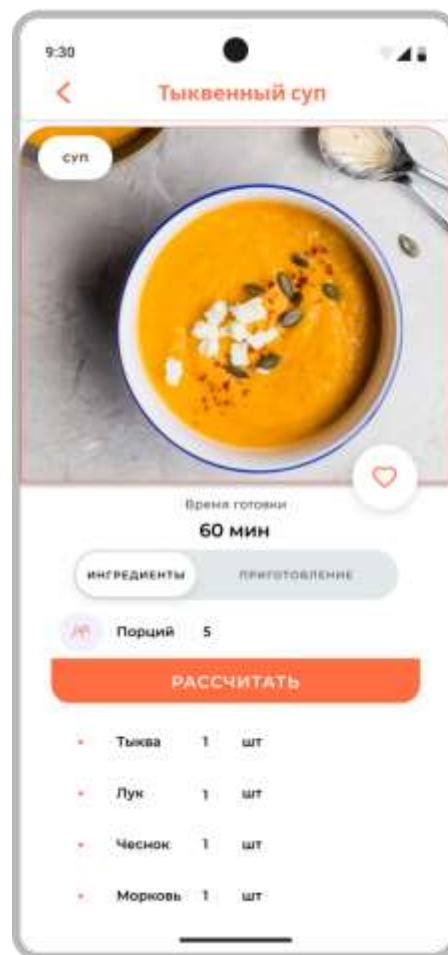 9:30
Тыквенный суп
СУП
Время готовки
60 мин
ИНГРЕДИЕНТЫ ПРИГОТОВЛЕНИЕ
Порций 5
РАССЧИТАТЬ
Тыква 1 шт
Лук 1 шт
Чеснок 1 шт
Морковь 1 шт